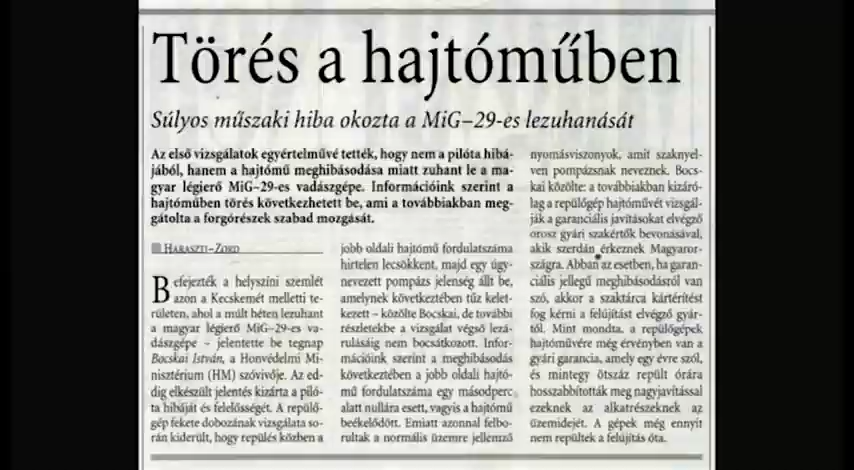 Törés a hajtóműben
Súlyos műszaki hiba okozta a MiG–29-es lezuhanását
Az első vizsgálatok egyértelművé tették, hogy nem a pilóta hibá-
jából, hanem a hajtómű meghibásodása miatt zuhant le a ma-
gyar légierő MiG–29-es vadászgépe. Információink szerint a
hajtóműben törés következhetett be, ami a továbbiakban meg-
gátolta a forgórészek szabad mozgását.
Haraszti–Zord
Befejezték a helyszíni szemlét
azon a Kecskemét melletti te-
rületen, ahol a múlt héten lezuhant
a magyar légierő MiG–29-es va-
dászgépe – jelentette be tegnap
Bocskai István, a Honvédelmi Mi-
nisztérium (HM) szóvivője. Az ed-
dig elkészült jelentés kizárta a piló-
ta hibáját és felelősségét. A repülő-
gép fekete dobozának vizsgálata so-
rán kiderült, hogy repülés közben a
jobb oldali hajtómű fordulatszáma
hirtelen lecsökkent, majd egy úgy-
nevezett pompázs jelenség állt be,
amelynek következtében tűz kelet-
kezett – közölte Bocskai, de további
részletekbe a vizsgálat végső lezá-
rulásáig nem bocsátkozott. Infor-
mációink szerint a meghibásodás
következtében a jobb oldali hajtó-
mű fordulatszáma egy másodperc
alatt nullára esett, vagyis a hajtómű
beékelődött. Emiatt azonnal felbo-
rultak a normális üzemre jellemző
nyomásviszonyok, amit szaknyel-
ven pompázsnak neveznek. Bocs-
kai közölte: a továbbiakban kizáró-
lag a repülőgép hajtóművét vizsgál-
ják a garanciális javításokat elvégző
orosz gyári szakértők bevonásával,
akik szerdán érkeznek Magyaror-
szágra. Abban az esetben, ha garan-
ciális jellegű meghibásodásról van
szó, akkor a szaktárca kártérítést
fog kérni a felújítást elvégző gyár-
tól. Mint mondta, a repülőgépek
hajtóművére még érvényben van a
gyári garancia, amely egy évre szól,
és mintegy ötszáz repült órára
hosszabbították meg nagyjavítással
ezeknek az alkatrészeknek az
üzemidejét. A gépek még ennyit
nem repültek a felújítás óta.